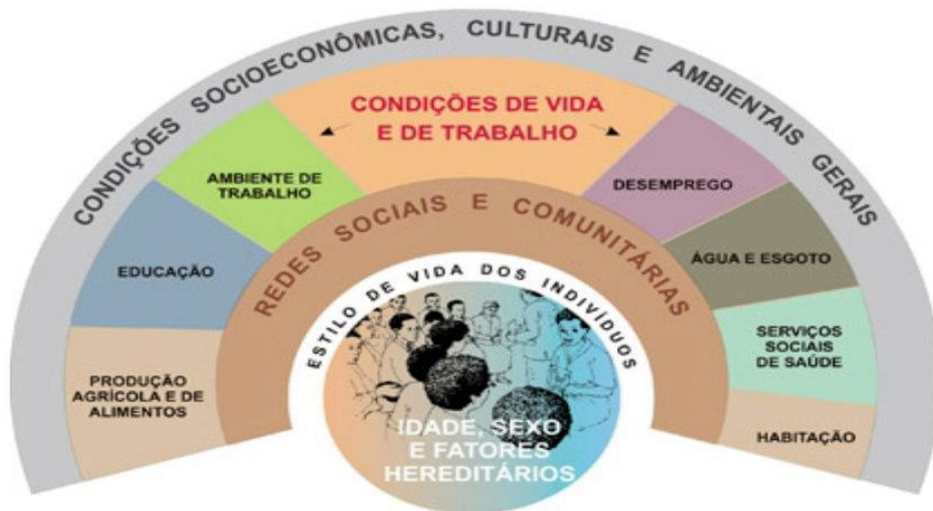 CONDIÇÕES SOCIOECONÔMICAS, CULTURAIS E AMBIENTAIS GERAIS
CONDIÇÕES DE VIDA
E DE TRABALHO
AMBIENTE DE
TRABALHO
DESEMPREGO
EDUCAÇÃO
ÁGUA E ESGOTO
PRODUÇÃO
AGRÍCOLA E DE
ALIMENTOS
SERVIÇOS
SOCIAIS
DE SAÚDE
HABITAÇÃO
REDES SOCIAIS E COMUNITÁRIAS
ESTILO DE VIDA DOS INDIVÍDUOS
IDADE, SEXO
E FATORES
HEREDITÁRIOS